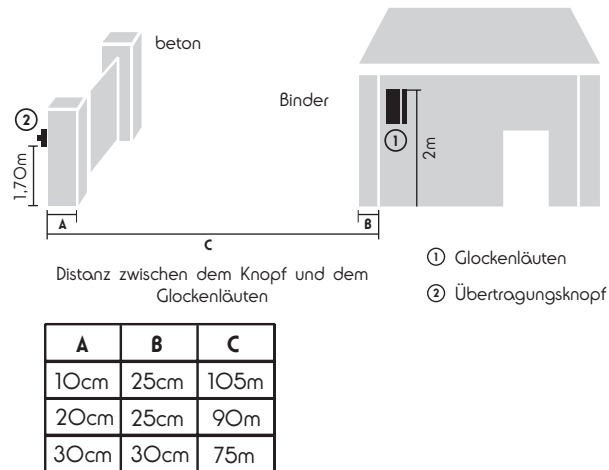 beton
②
Binder
①
1,70m
2m
A
B
C
Distanz zwischen dem Knopf und dem
Glockenläuten
① Glockenläuten
② Übertragungsknopf
A B C
10cm 25cm 105m
20cm 25cm 90m
30cm 30cm 75m